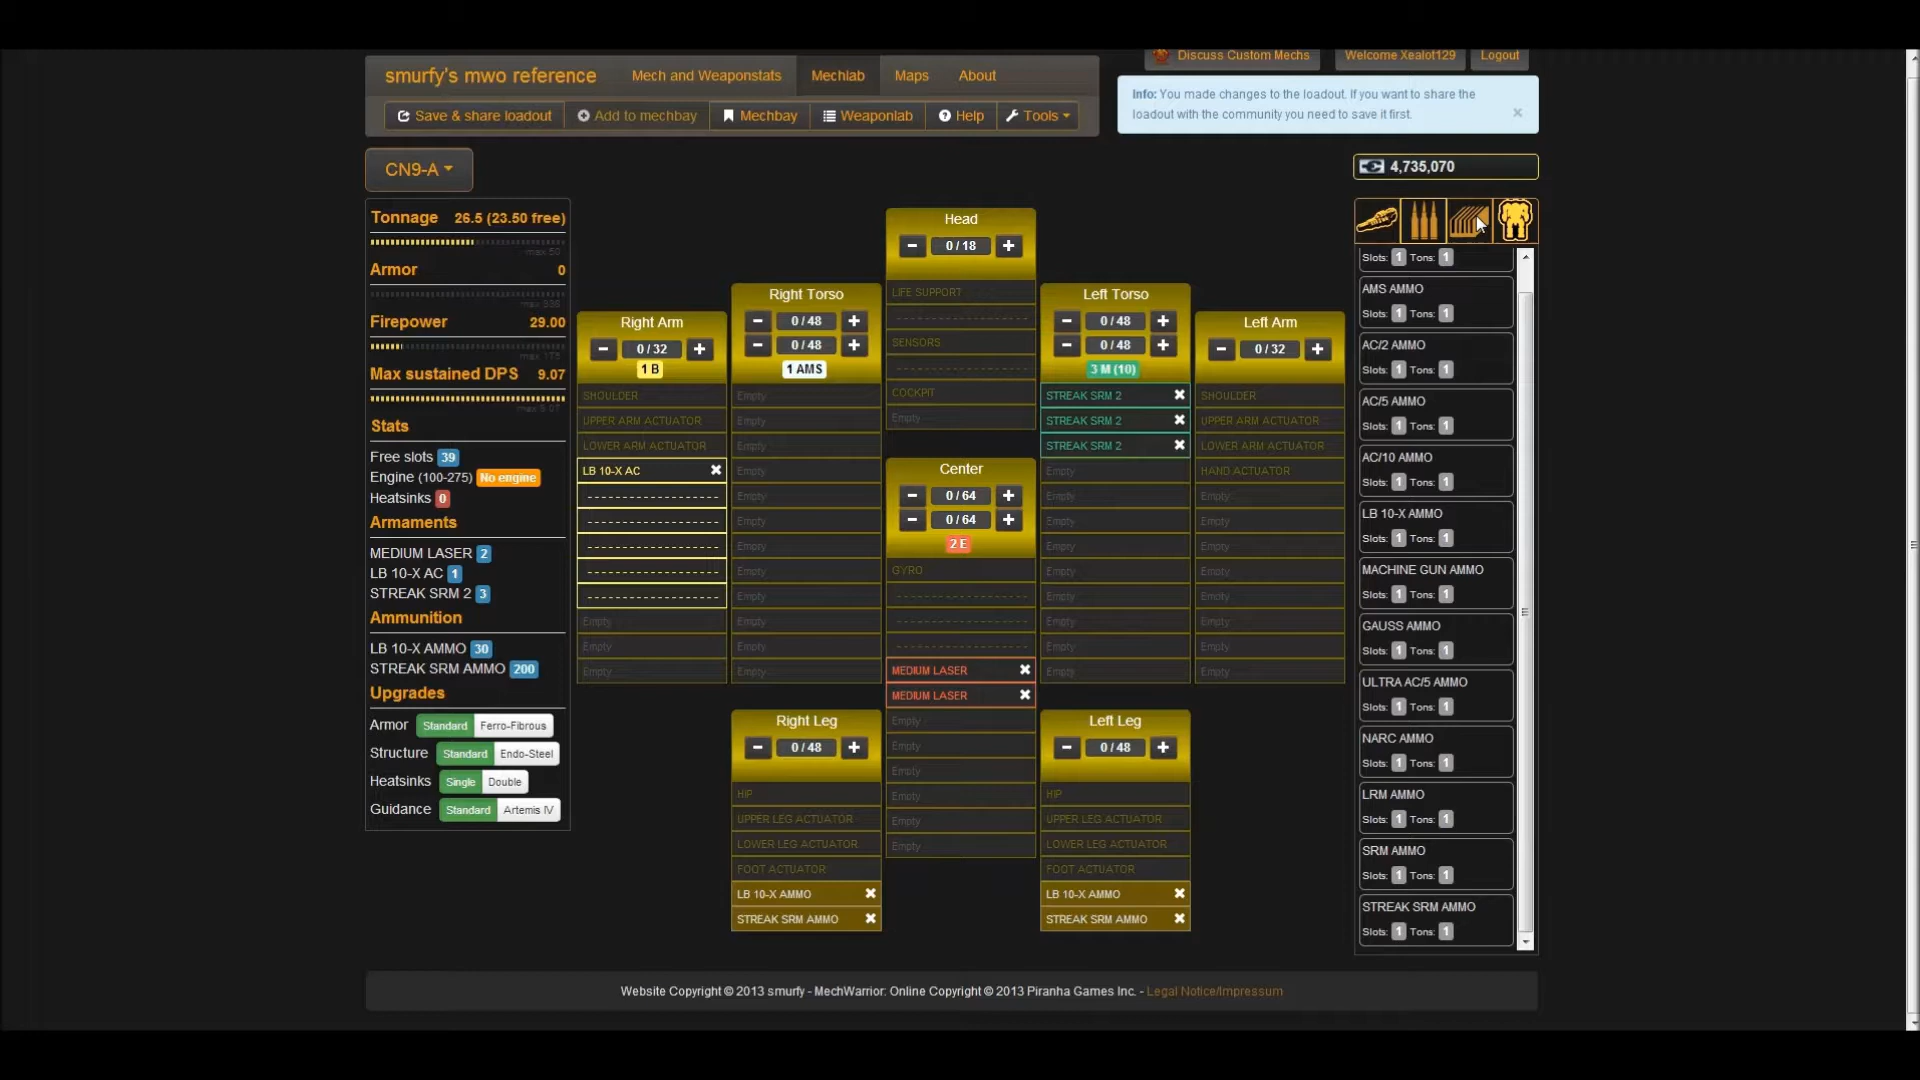 Discuss Custom Mechs
Welcome Xealof129
Logout
smurfy's mwo reference
Mech and Weaponstats
Mechlab
Maps
About
Save & share loadout
Add to mechbay
Mechbay
Weaponlab
Help
Tools
Info: You made changes to the loadout. If you want to share the
loadout with the community you need to save it first.
×
CN9-A
4,735,070
Tonnage 26.5 (23.50 free)
max 50
Armor 0
max 338
Firepower 29.00
max 175
Max sustained DPS 9.07
max 9.07
Stats
Free slots 39
Engine (100-275) No engine
Heatsinks 0
Armaments
MEDIUM LASER 2
LB 10-X AC 1
STREAK SRM 2 3
Ammunition
LB 10-X AMMO 30
STREAK SRM AMMO 200
Upgrades
Armor Standard Ferro-Fibrous
Structure Standard Endo-Steel
Heatsinks Single Double
Guidance Standard Artemis IV
Right Arm
- 0 / 32 +
1 B
SHOULDER
UPPER ARM ACTUATOR
LOWER ARM ACTUATOR
LB 10-X AC
Empty
Empty
Empty
Right Torso
- 0 / 48 +
- 0 / 48 +
1 AMS
Empty
Empty
Empty
Empty
Empty
Empty
Empty
Empty
Empty
Empty
Empty
Empty
Head
- 0 / 18 +
LIFE SUPPORT
SENSORS
COCKPIT
Empty
Center
- 0 / 64 +
- 0 / 64 +
2 E
GYRO
MEDIUM LASER
MEDIUM LASER
Empty
Empty
Empty
Empty
Empty
Empty
Left Torso
- 0 / 48 +
- 0 / 48 +
3 M (10)
STREAK SRM 2
STREAK SRM 2
STREAK SRM 2
Empty
Empty
Empty
Empty
Empty
Empty
Empty
Empty
Empty
Left Arm
- 0 / 32 +
SHOULDER
UPPER ARM ACTUATOR
LOWER ARM ACTUATOR
HAND ACTUATOR
Empty
Empty
Empty
Empty
Empty
Empty
Empty
Empty
Right Leg
- 0 / 48 +
HIP
UPPER LEG ACTUATOR
LOWER LEG ACTUATOR
FOOT ACTUATOR
LB 10-X AMMO
STREAK SRM AMMO
Left Leg
- 0 / 48 +
HIP
UPPER LEG ACTUATOR
LOWER LEG ACTUATOR
FOOT ACTUATOR
LB 10-X AMMO
STREAK SRM AMMO
Slots: 1 Tons: 1
AMS AMMO
Slots: 1 Tons: 1
AC/2 AMMO
Slots: 1 Tons: 1
AC/5 AMMO
Slots: 1 Tons: 1
AC/10 AMMO
Slots: 1 Tons: 1
LB 10-X AMMO
Slots: 1 Tons: 1
MACHINE GUN AMMO
Slots: 1 Tons: 1
GAUSS AMMO
Slots: 1 Tons: 1
ULTRA AC/5 AMMO
Slots: 1 Tons: 1
NARC AMMO
Slots: 1 Tons: 1
LRM AMMO
Slots: 1 Tons: 1
SRM AMMO
Slots: 1 Tons: 1
STREAK SRM AMMO
Slots: 1 Tons: 1
Website Copyright © 2013 smurfy - MechWarrior: Online Copyright © 2013 Piranha Games Inc. - Legal Notice/Impressum